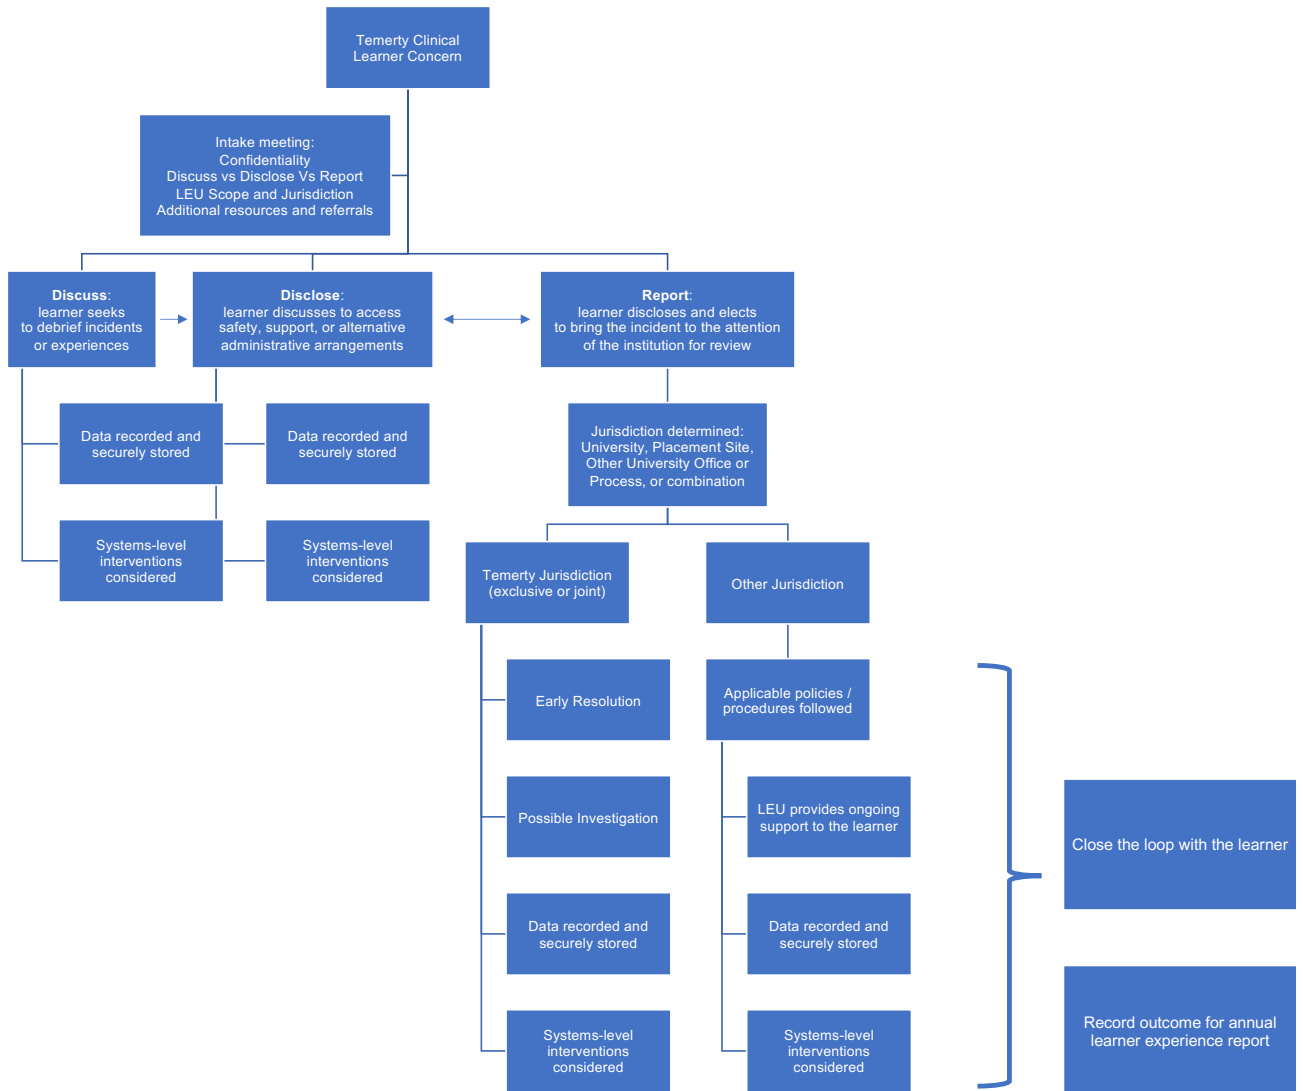 Temerty Clinical
Learner Concern
Intake meeting:
Confidentiality
Discuss vs Disclose Vs Report
LEU Scope and Jurisdiction
Additional resources and referrals
Discuss:
learner seeks
to debrief incidents
or experiences
Disclose:
learner discusses to access
safety, support, or alternative
administrative arrangements
Report:
learner discloses and elects
to bring the incident to the attention
of the institution for review
Data recorded and
securely stored
Data recorded and
securely stored
Systems-level
interventions
considered
Systems-level
interventions
considered
Jurisdiction determined:
University, Placement Site,
Other University Office or
Process, or combination
Temerty Jurisdiction
(exclusive or joint)
Other Jurisdiction
Early Resolution
Possible Investigation
Data recorded and
securely stored
Systems-level
interventions
considered
Applicable policies /
procedures followed
LEU provides ongoing
support to the learner
Data recorded and
securely stored
Systems-level
interventions
considered
Close the loop with the learner
Record outcome for annual
learner experience report